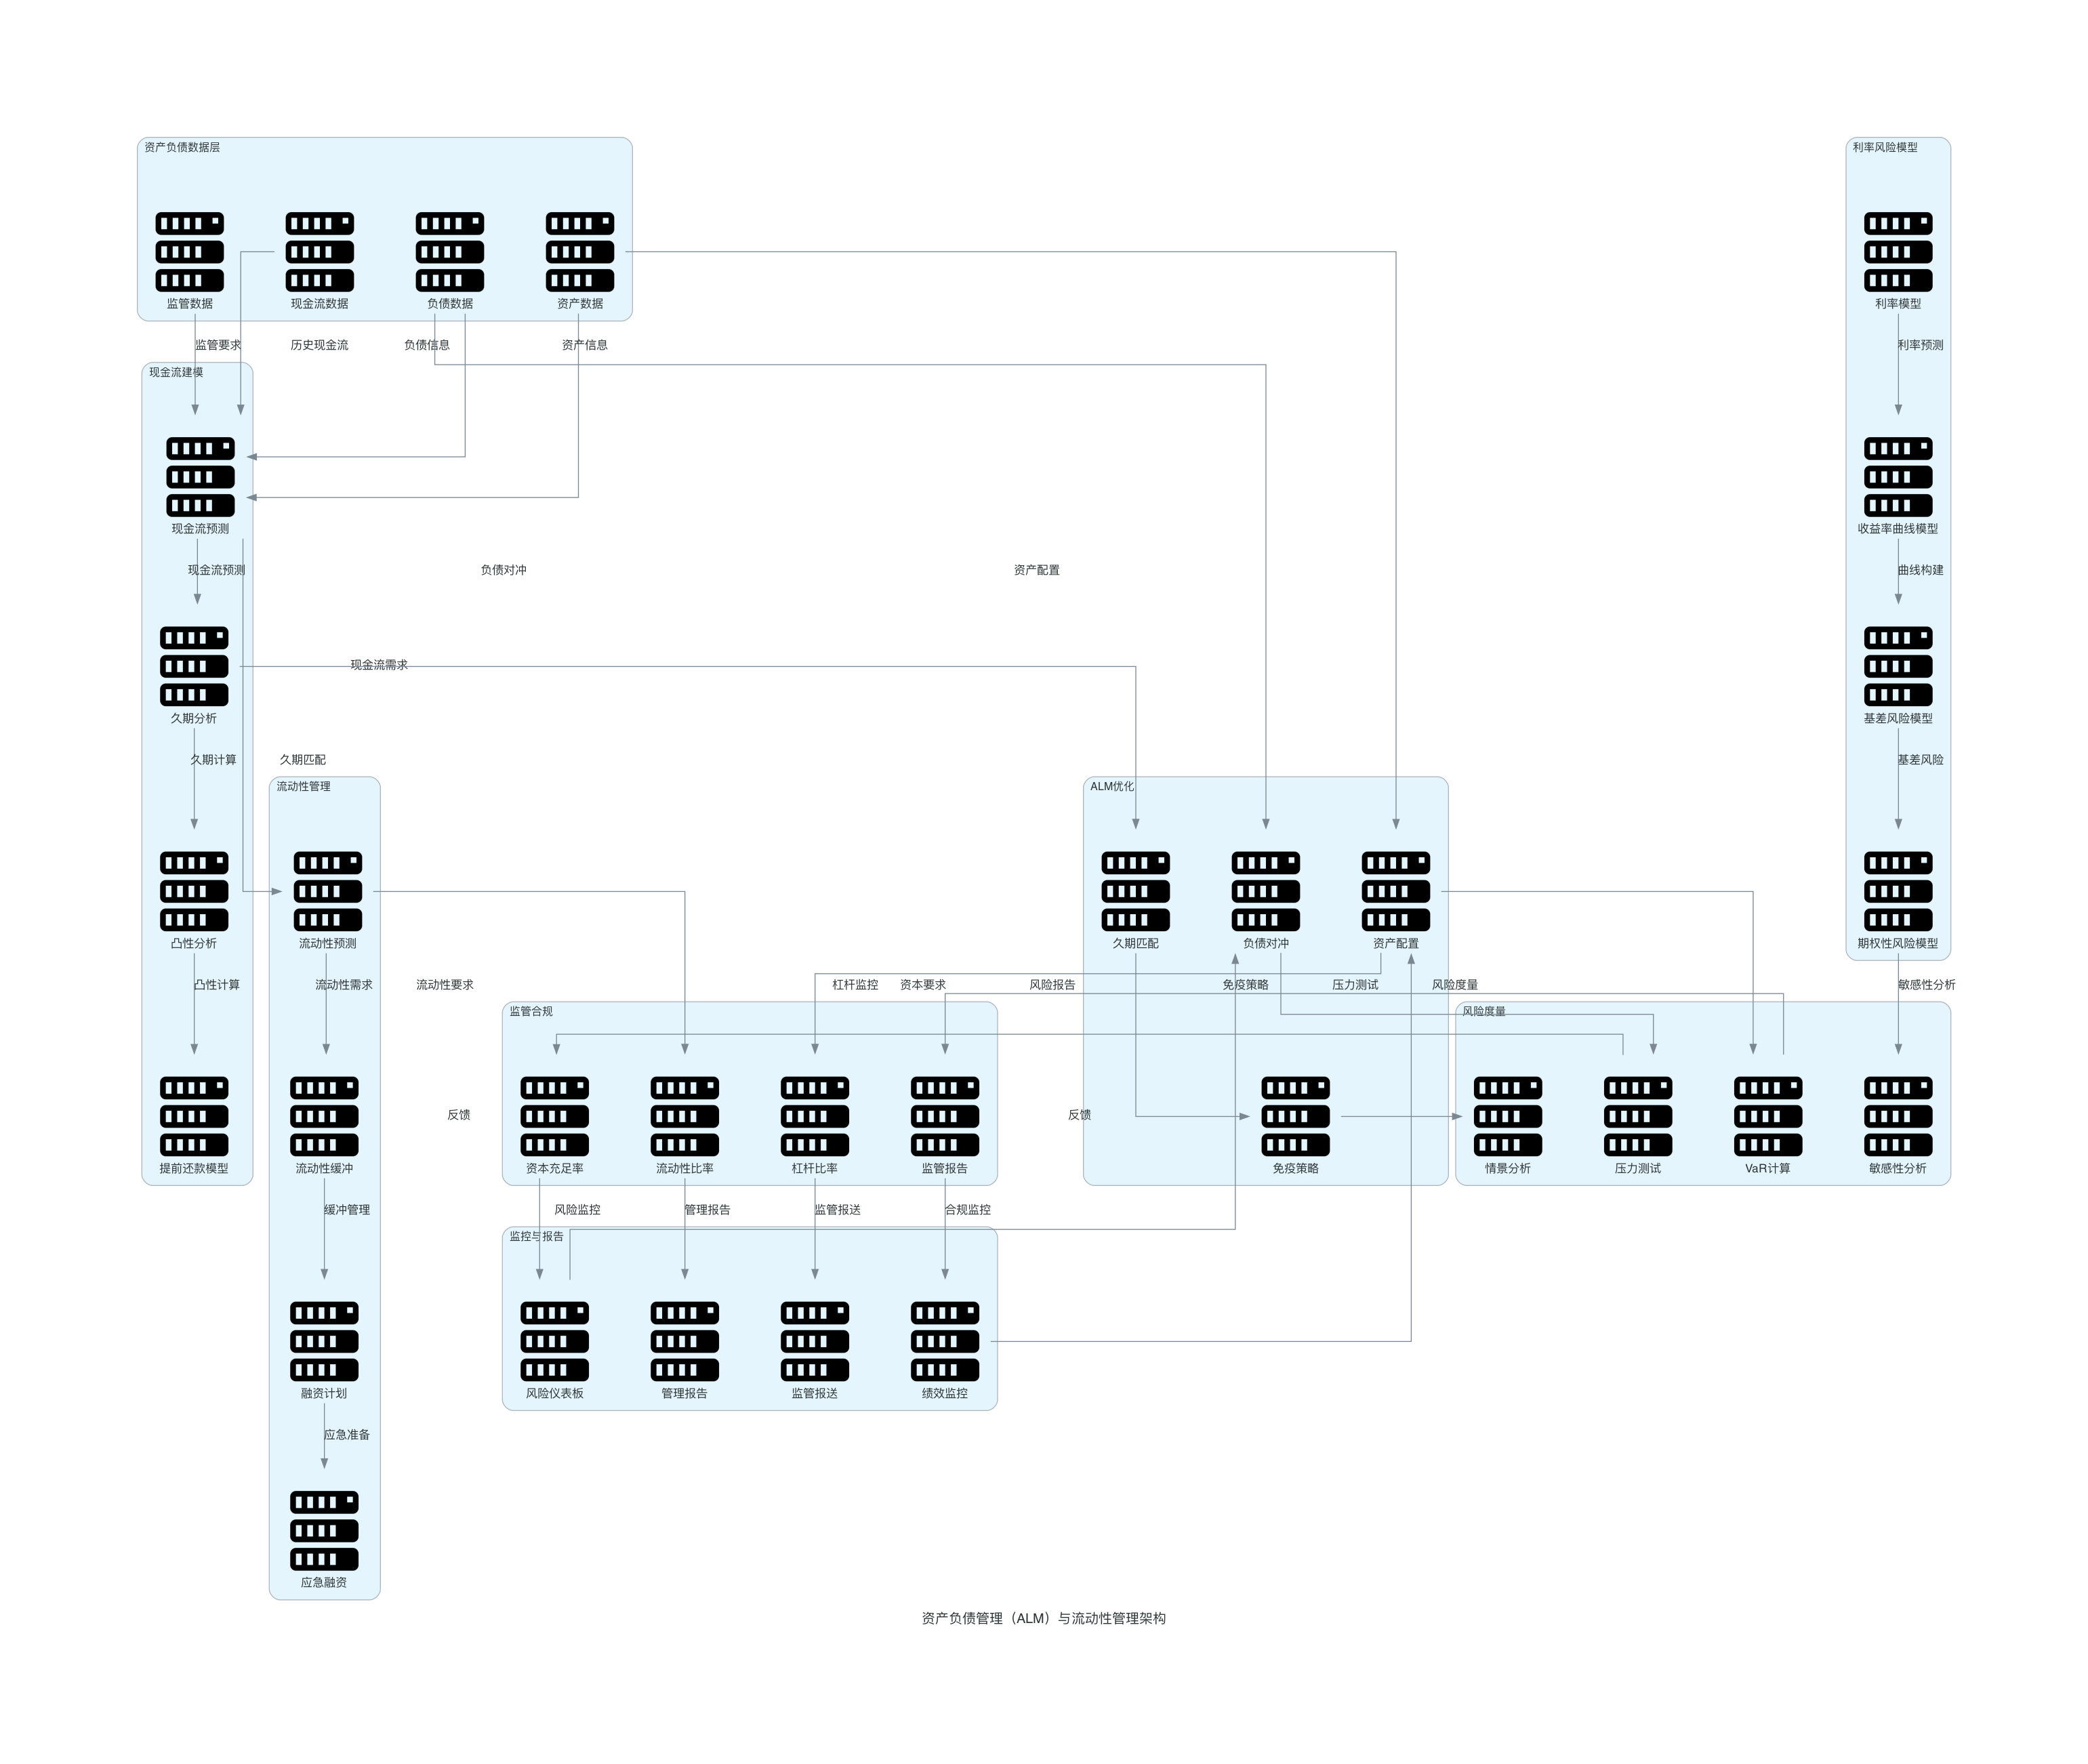 资产负债数据层
利率风险模型
监管数据
现金流数据
负债数据
资产数据
利率模型
监管要求
历史现金流
负债信息
资产信息
利率预测
现金流建模
现金流预测
收益率曲线模型
现金流预测
负债对冲
资产配置
曲线构建
现金流需求
久期分析
基差风险模型
久期计算
久期匹配
基差风险
流动性管理
ALM优化
凸性分析
流动性预测
久期匹配
负债对冲
资产配置
期权性风险模型
凸性计算
流动性需求
流动性要求
杠杆监控
资本要求
风险报告
免疫策略
压力测试
风险度量
敏感性分析
监管合规
风险度量
反馈
反馈
提前还款模型
流动性缓冲
资本充足率
流动性比率
杠杆比率
监管报告
免疫策略
情景分析
压力测试
VaR计算
敏感性分析
缓冲管理
风险监控
管理报告
监管报送
合规监控
监控与报告
融资计划
风险仪表板
管理报告
监管报送
绩效监控
应急准备
应急融资
资产负债管理（ALM）与流动性管理架构